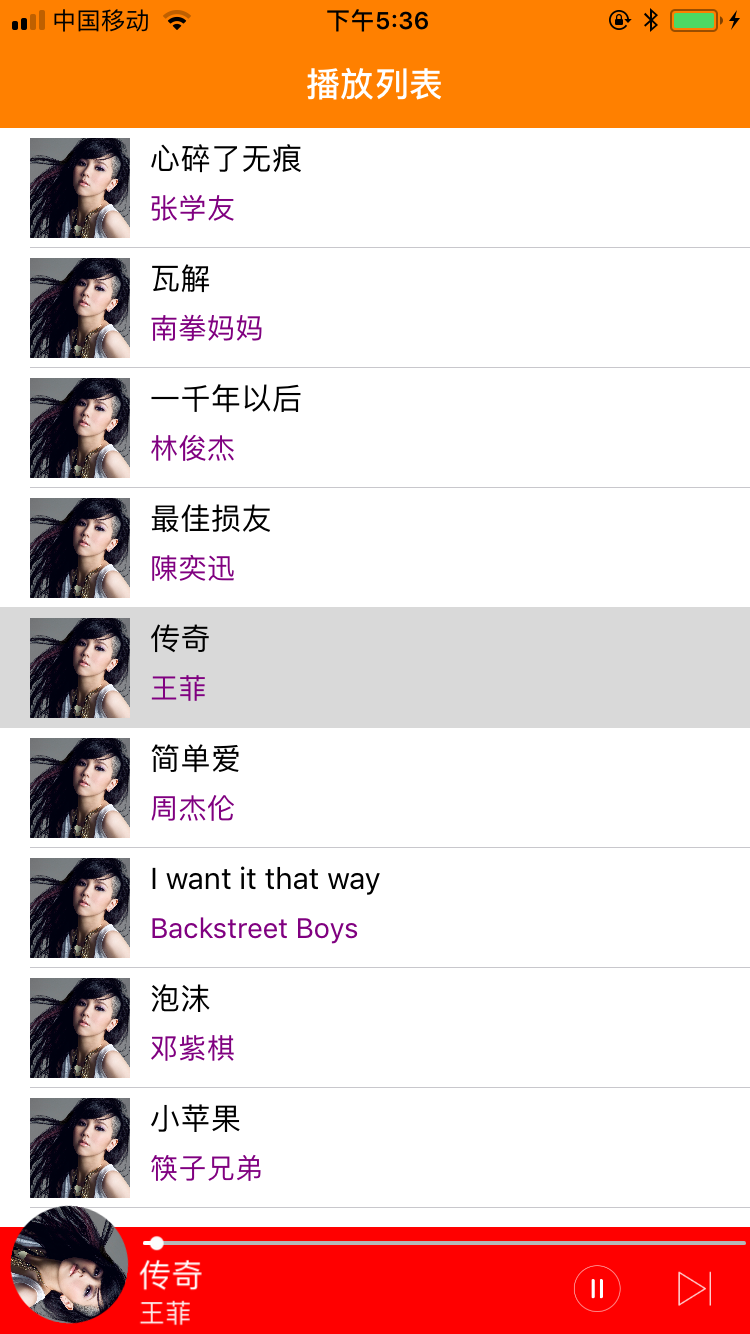 中国移动 下午5:36
播放列表
心碎了无痕
张学友
瓦解
南拳妈妈
一千年以后
林俊杰
最佳损友
陳奕迅
传奇
王菲
简单爱
周杰伦
I want it that way
Backstreet Boys
泡沫
邓紫棋
小苹果
筷子兄弟
传奇
王菲